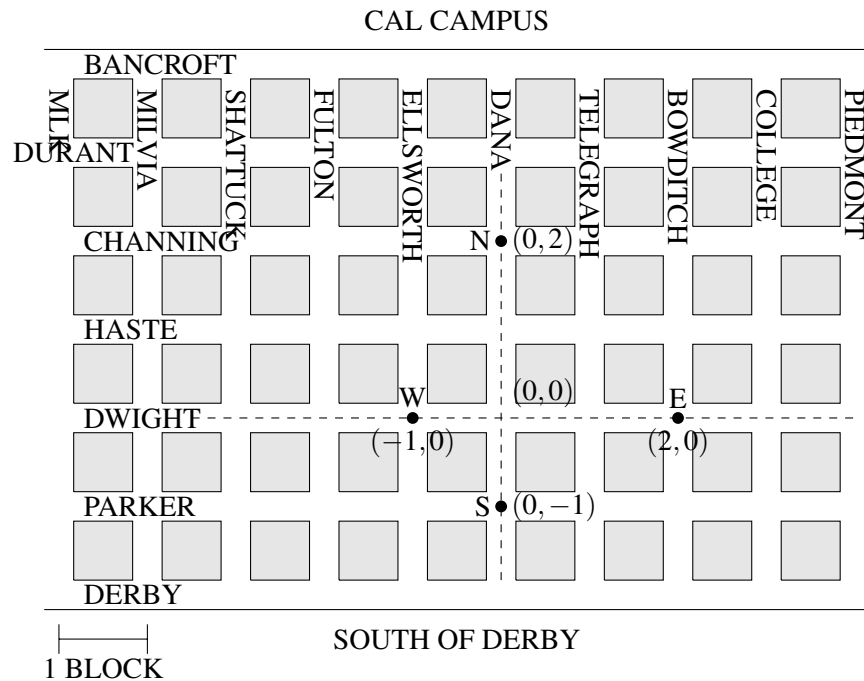 CAL CAMPUS
BANCROFT
MLK
MILVIA
SHATTUCK
FULTON
ELLSWORTH
DANA
TELEGRAPH
BOWDITCH
COLLEGE
PIEDMONT
DURANT
CHANNING
N (0,2)
HASTE
W
(0,0)
E
DWIGHT
(−1,0)
(2,0)
PARKER
S (0,−1)
DERBY
SOUTH OF DERBY
1 BLOCK